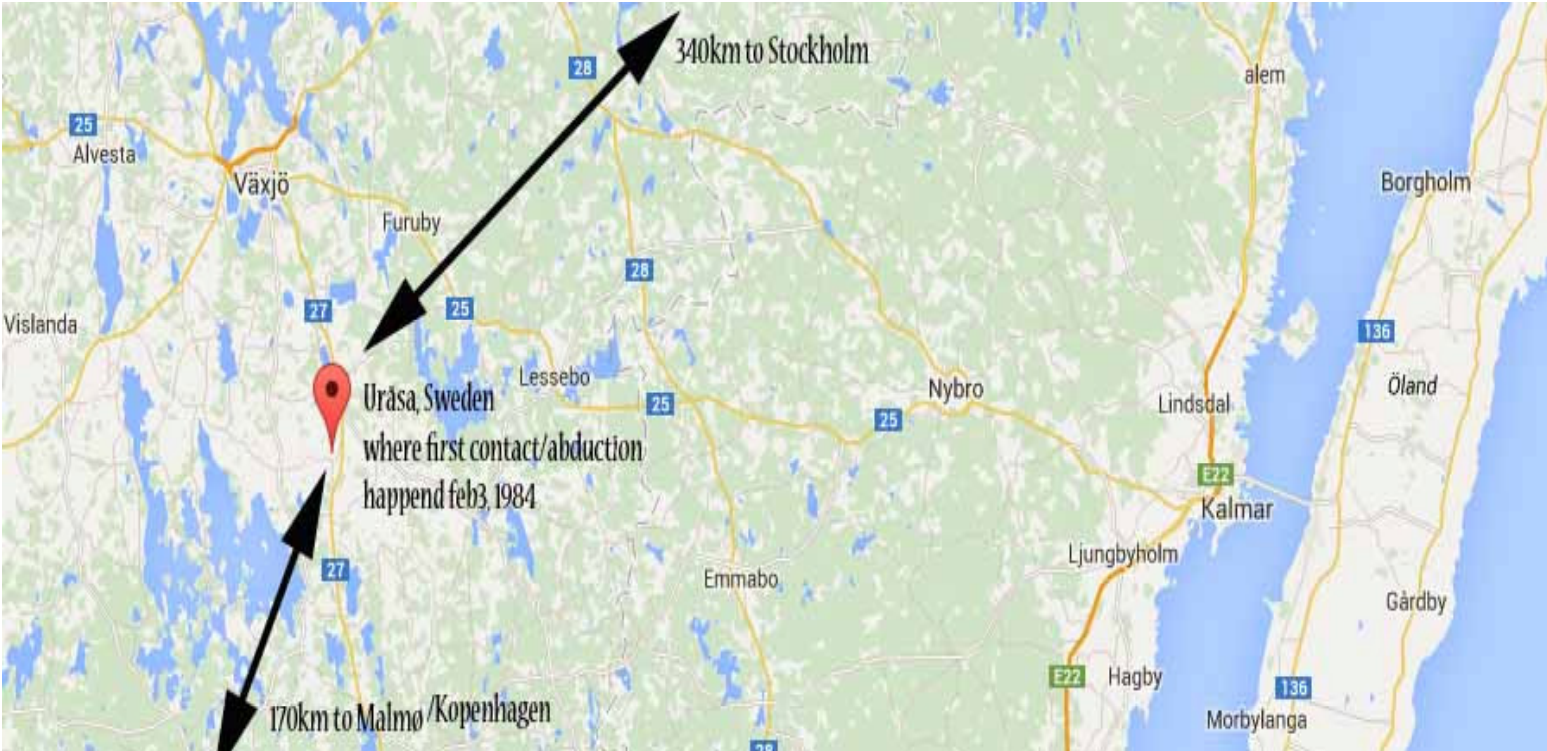 340km to Stockholm
28
alem
25
Alvesta
Växjö
Borgholm
Furuby
28
27
25
Vislanda
136
Lessebo
Nybro
Öland
Uråsa, Sweden
25
Lindsdal
25
where first contact/abduction
happend feb3, 1984
E22
Kalmar
Ljungbyholm
27
Emmabo
Gårdby
E22
Hagby
136
170km to Malmø /Kopenhagen
Morbylanga
28